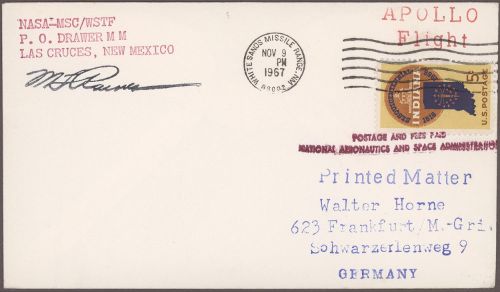 NASA-MSC/WSTF
P. O. DRAWER M M
LAS CRUCES, NEW MEXICO
WHITE SANDS MISSILE RANGE, NM
NOV 9
PM
1967
88002
APOLLO
Flight
INDIANA
1816
5c
U.S. POSTAGE
POSTAGE AND FEES PAID
NATIONAL AERONAUTICS AND SPACE ADMINISTRATION
Printed Matter
Walter Horne
623 Frankfurt/M.-Gri.
Schwarzerlenweg 9
GERMANY